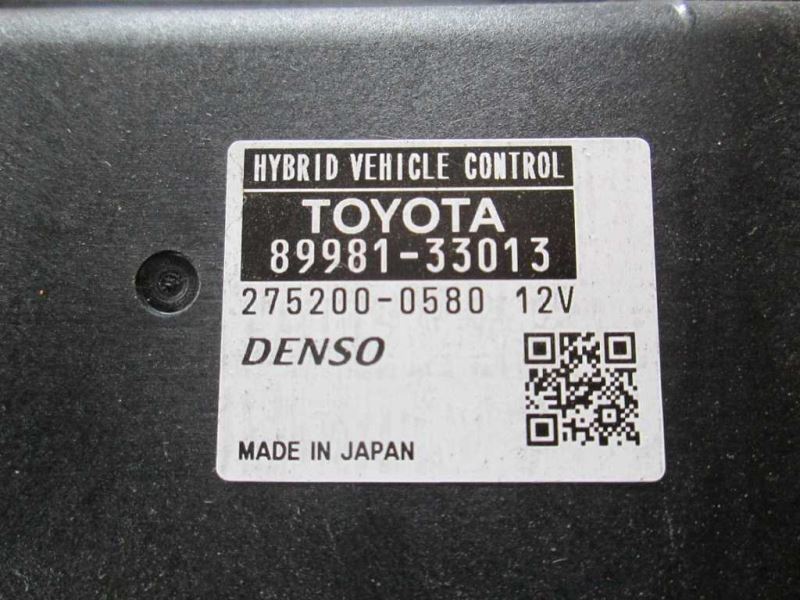 HYBRID VEHICLE CONTROL
TOYOTA
89981-33013
275200-0580 12V
DENSO
MADE IN JAPAN